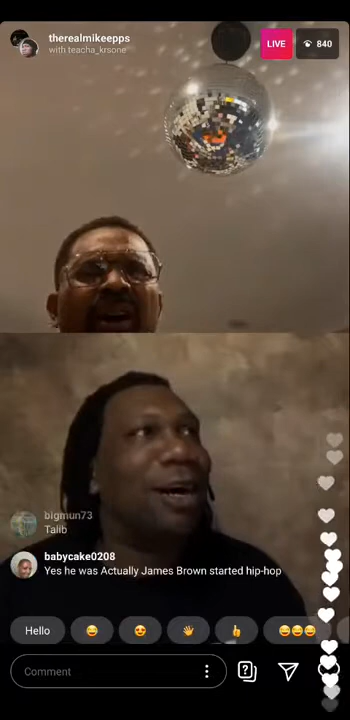 therealmikeepps
with teacha_krsone
LIVE
840
bigmun73
Talib
babycake0208
Yes he was Actually James Brown started hip-hop
Hello
Comment